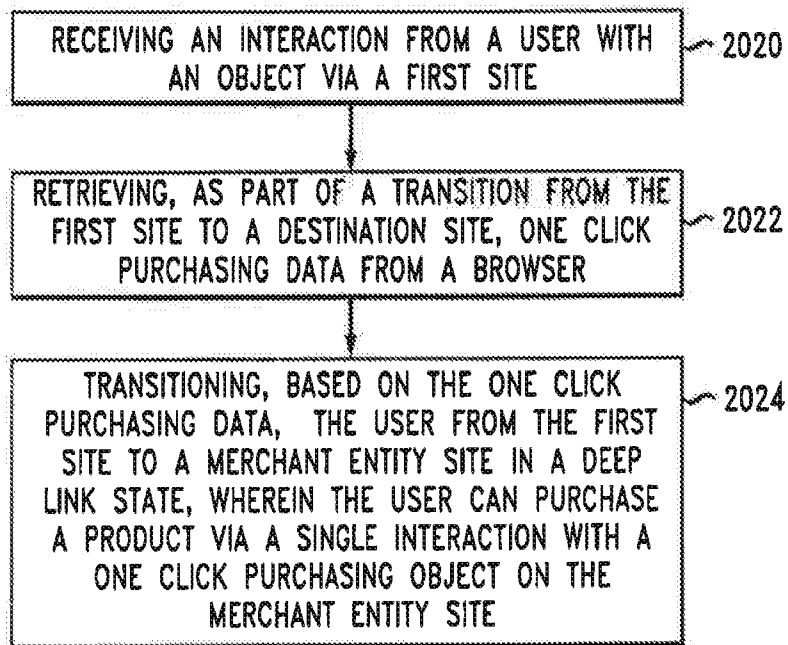 RECEIVING AN INTERACTION FROM A USER WITH
AN OBJECT VIA A FIRST SITE
2020
RETRIEVING, AS PART OF A TRANSITION FROM THE
FIRST SITE TO A DESTINATION SITE, ONE CLICK
PURCHASING DATA FROM A BROWSER
2022
TRANSITIONING, BASED ON THE ONE CLICK
PURCHASING DATA, THE USER FROM THE FIRST
SITE TO A MERCHANT ENTITY SITE IN A DEEP
LINK STATE, WHEREIN THE USER CAN PURCHASE
A PRODUCT VIA A SINGLE INTERACTION WITH A
ONE CLICK PURCHASING OBJECT ON THE
MERCHANT ENTITY SITE
2024